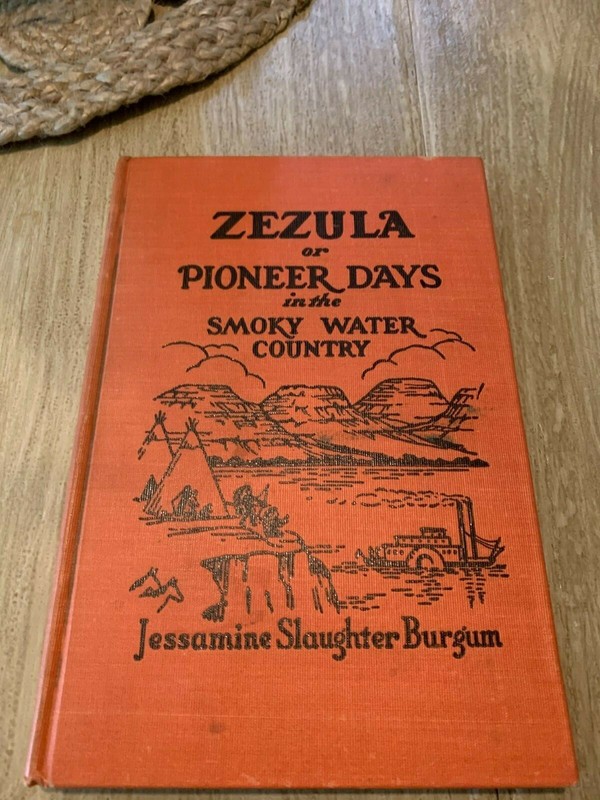 ZEZULA
or
PIONEER DAYS
in the
SMOKY WATER
COUNTRY
Jessamine Slaughter Burgum